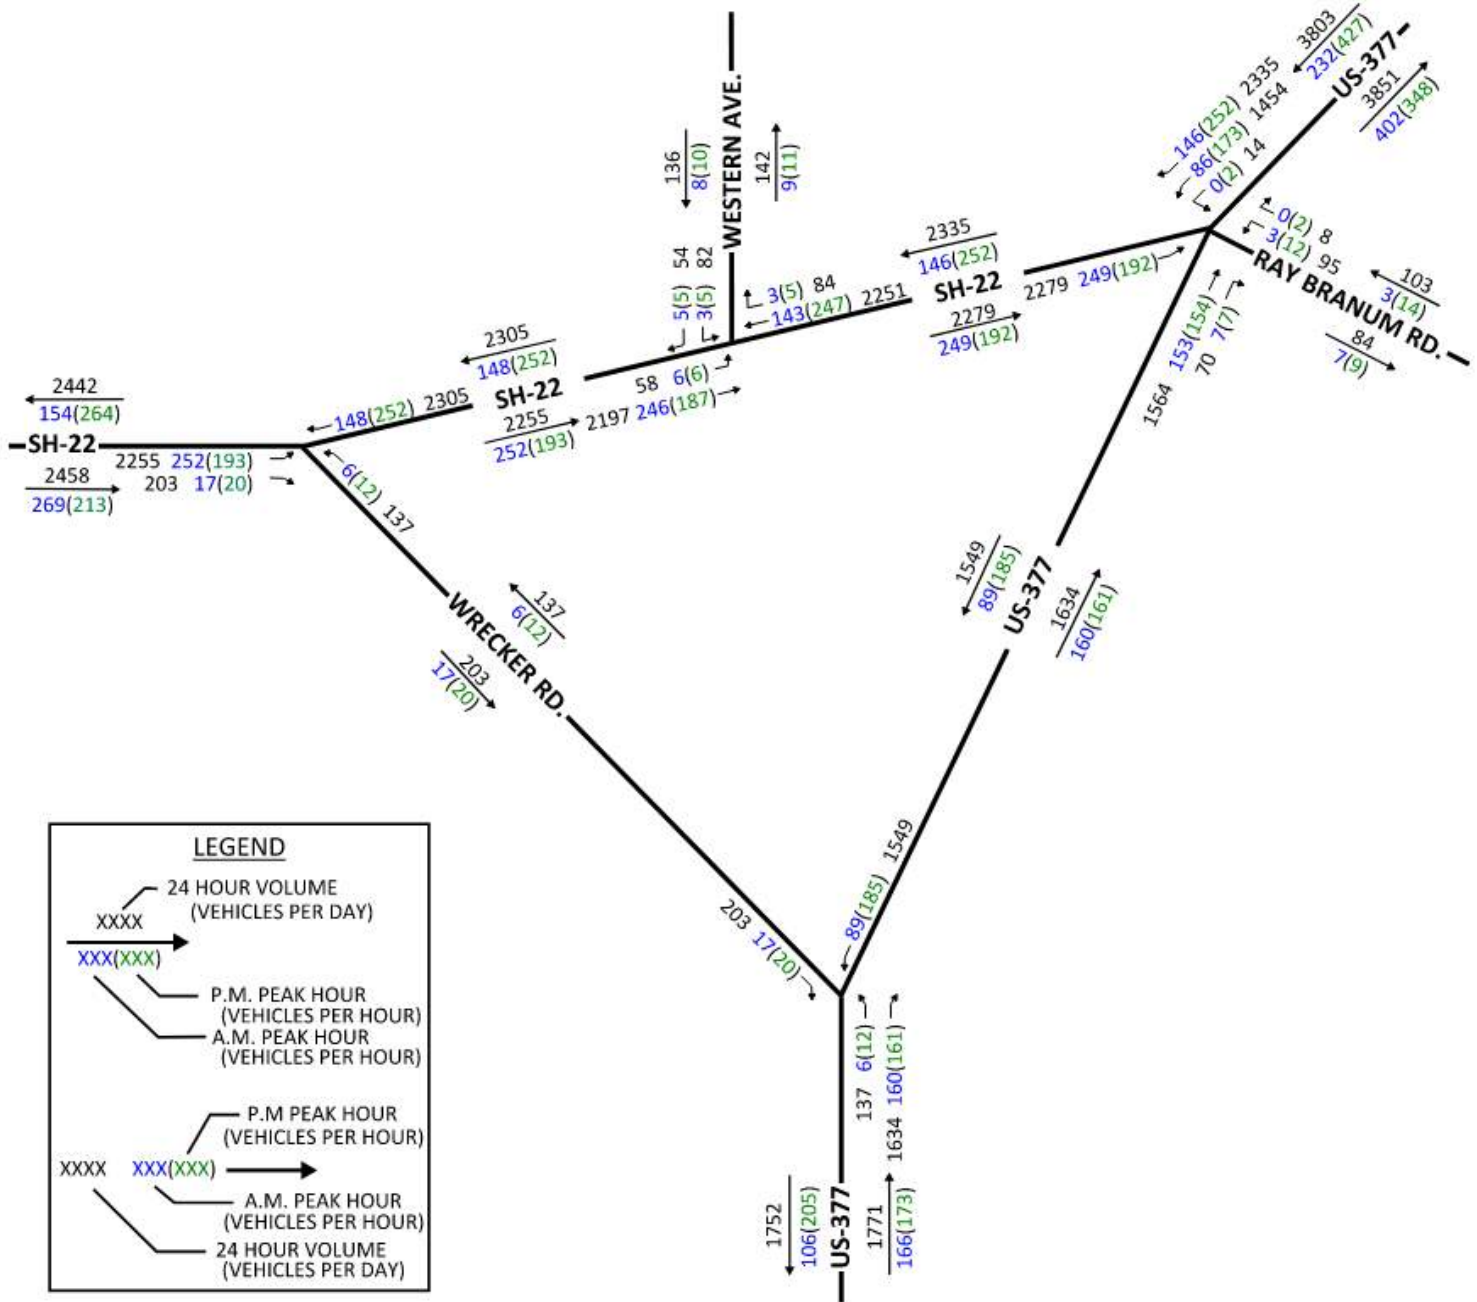 3803
232(427)
US-377
3851
402(348)
146(252) 2335
86(173) 1454
0(2) 14
WESTERN AVE.
136
8(10)
142
9(11)
0(2) 8
3(12) 95
RAY BRANUM RD.
103
3(14)
84
7(9)
2335
146(252)
SH-22
2279 249(192)
2279
249(192)
5(5) 54
3(5) 82
3(5) 84
143(247) 2251
1564 153(154)
70 7(7)
2305
148(252)
SH-22
58 6(6)
2197 246(187)
2255
252(193)
148(252) 2305
2442
154(264)
SH-22
2255 252(193)
203 17(20)
2458
269(213)
6(12) 137
137
6(12)
WRECKER RD.
203
17(20)
1549
89(185)
US-377
1634
160(161)
89(185) 1549
203 17(20)
137 6(12)
1634 160(161)
1752
106(205)
US-377
1771
166(173)
LEGEND
24 HOUR VOLUME
(VEHICLES PER DAY)
XXXX
XXX(XXX)
P.M. PEAK HOUR
(VEHICLES PER HOUR)
A.M. PEAK HOUR
(VEHICLES PER HOUR)
P.M PEAK HOUR
(VEHICLES PER HOUR)
XXXX XXX(XXX)
A.M. PEAK HOUR
(VEHICLES PER HOUR)
24 HOUR VOLUME
(VEHICLES PER DAY)